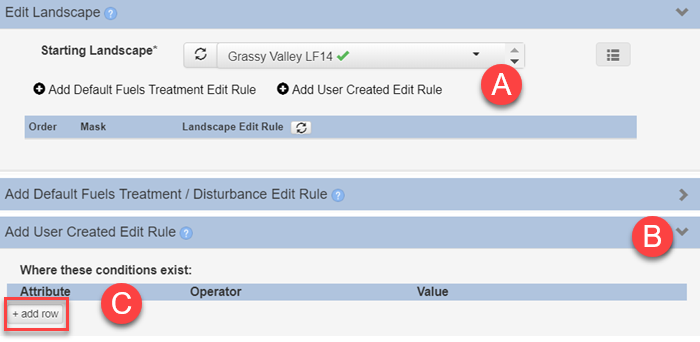 Edit Landscape ?
Starting Landscape* Grassy Valley LF14
A
Add Default Fuels Treatment Edit Rule Add User Created Edit Rule
Order Mask Landscape Edit Rule
Add Default Fuels Treatment / Disturbance Edit Rule ?
Add User Created Edit Rule ?
B
Where these conditions exist:
Attribute Operator Value
C
+ add row